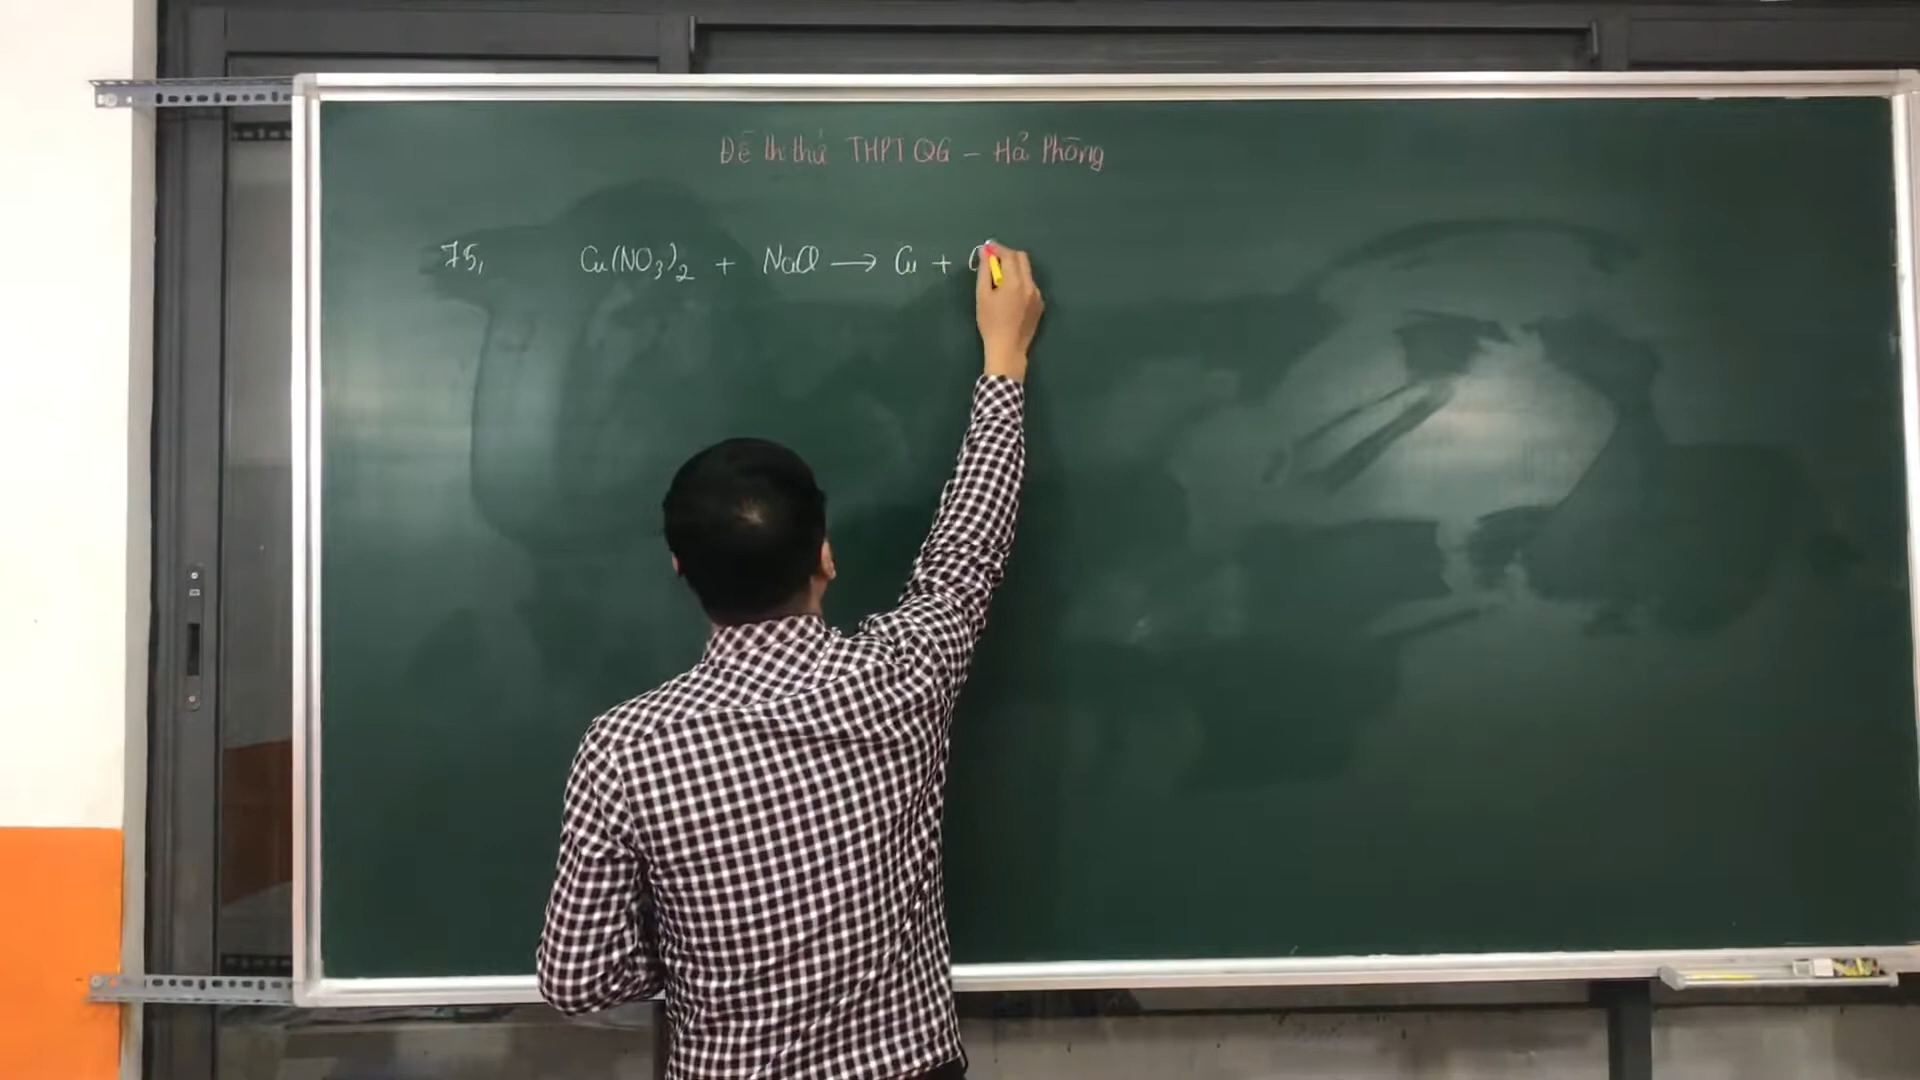 Đề thi thử THPT QG – Hải Phòng
75, Cu(NO₃)₂ + NaCl ⟶ Cu + C